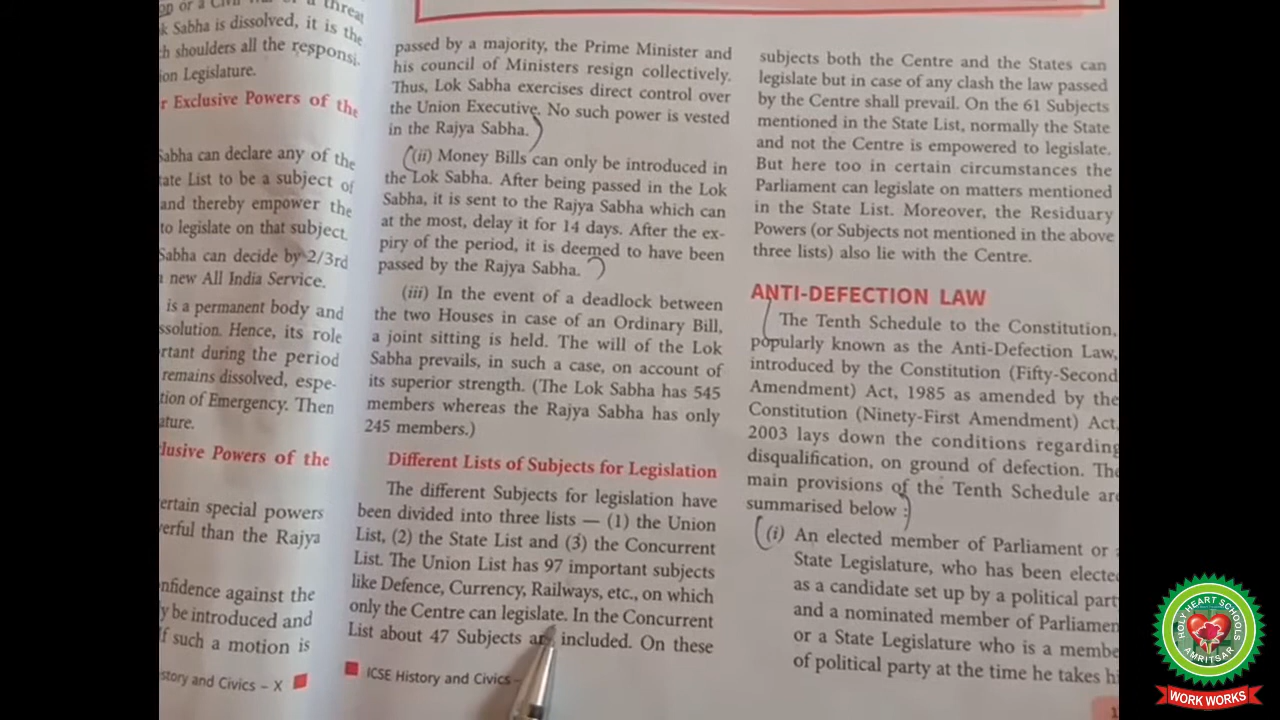 op or a Civil War or a threat
k Sabha is dissolved, it is the
h shoulders all the responsi-
ion Legislature.
r Exclusive Powers of the
Sabha can declare any of the
tate List to be a subject of
and thereby empower the
to legislate on that subject.
Sabha can decide by 2/3rd
new All India Service.
is a permanent body and
ssolution. Hence, its role
rtant during the period
remains dissolved, espe-
tion of Emergency. Then
ature.
lusive Powers of the
ertain special powers
erful than the Rajya
nfidence against the
y be introduced and
f such a motion is
story and Civics – X
passed by a majority, the Prime Minister and
his council of Ministers resign collectively.
Thus, Lok Sabha exercises direct control over
the Union Executive. No such power is vested
in the Rajya Sabha.
(ii) Money Bills can only be introduced in
the Lok Sabha. After being passed in the Lok
Sabha, it is sent to the Rajya Sabha which can
at the most, delay it for 14 days. After the ex-
piry of the period, it is deemed to have been
passed by the Rajya Sabha.
(iii) In the event of a deadlock between
the two Houses in case of an Ordinary Bill,
a joint sitting is held. The will of the Lok
Sabha prevails, in such a case, on account of
its superior strength. (The Lok Sabha has 545
members whereas the Rajya Sabha has only
245 members.)
Different Lists of Subjects for Legislation
The different Subjects for legislation have
been divided into three lists — (1) the Union
List, (2) the State List and (3) the Concurrent
List. The Union List has 97 important subjects
like Defence, Currency, Railways, etc., on which
only the Centre can legislate. In the Concurrent
List about 47 Subjects are included. On these
ICSE History and Civics –
subjects both the Centre and the States can
legislate but in case of any clash the law passed
by the Centre shall prevail. On the 61 Subjects
mentioned in the State List, normally the State
and not the Centre is empowered to legislate.
But here too in certain circumstances the
Parliament can legislate on matters mentioned
in the State List. Moreover, the Residuary
Powers (or Subjects not mentioned in the above
three lists) also lie with the Centre.
ANTI-DEFECTION LAW
The Tenth Schedule to the Constitution,
popularly known as the Anti-Defection Law,
introduced by the Constitution (Fifty-Second
Amendment) Act, 1985 as amended by the
Constitution (Ninety-First Amendment) Act,
2003 lays down the conditions regarding
disqualification, on ground of defection. The
main provisions of the Tenth Schedule are
summarised below :
(i) An elected member of Parliament or a
State Legislature, who has been elected
as a candidate set up by a political party
and a nominated member of Parliamen
or a State Legislature who is a membe
of political party at the time he takes hi
HOLY HEART SCHOOLS
AMRITSAR
WORK WORKS